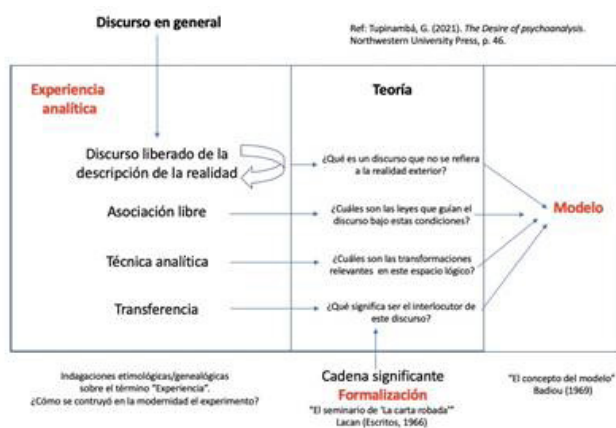 Discurso en general
Ref: Tupinambá, G. (2021). The Desire of psychoanalysis.
Northwestern University Press, p. 46.
Experiencia
analítica
Teoría
Discurso liberado de la
descripción de la realidad
¿Qué es un discurso que no se refiera
a la realidad exterior?
Asociación libre
¿Cuáles son las leyes que guían el
discurso bajo estas condiciones?
Modelo
Técnica analítica
¿Cuáles son las transformaciones
relevantes en este espacio lógico?
Transferencia
¿Qué significa ser el interlocutor de
este discurso?
Indagaciones etimológicas/genealógicas
sobre el término "Experiencia".
¿Cómo se contruyó en la modernidad el experimento?
Cadena significante
Formalización
"El seminario de 'La carta robada'"
Lacan (Escritos, 1966)
"El concepto del modelo"
Badiou (1969)